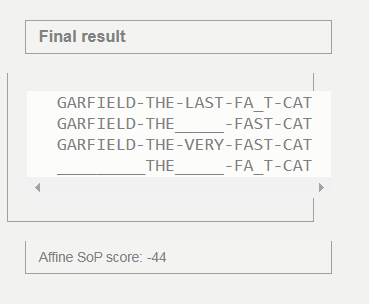 Final result
GARFIELD-THE-LAST-FA_T-CAT
GARFIELD-THE_____-FAST-CAT
GARFIELD-THE-VERY-FAST-CAT
_________THE_____-FA_T-CAT
Affine SoP score: -44